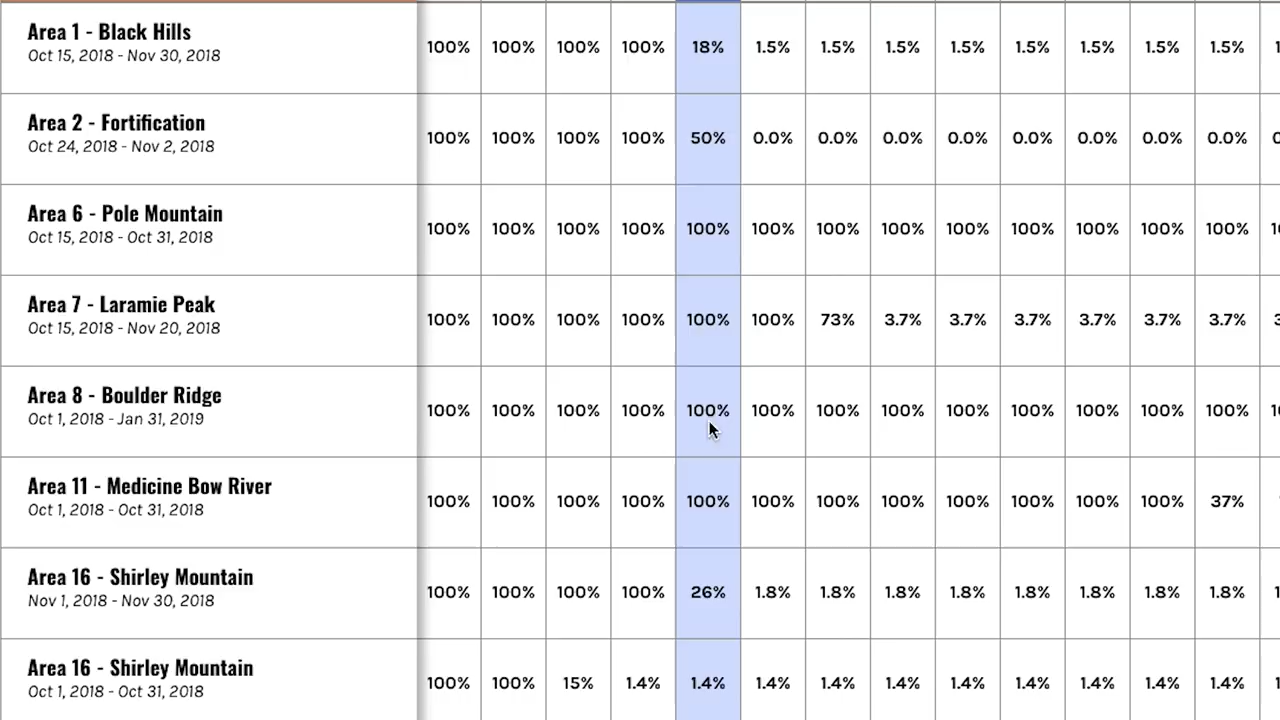 Area 1 - Black Hills
Oct 15, 2018 - Nov 30, 2018
100% 100% 100% 100% 18% 1.5% 1.5% 1.5% 1.5% 1.5% 1.5% 1.5% 1.5%
Area 2 - Fortification
Oct 24, 2018 - Nov 2, 2018
100% 100% 100% 100% 50% 0.0% 0.0% 0.0% 0.0% 0.0% 0.0% 0.0% 0.0%
Area 6 - Pole Mountain
Oct 15, 2018 - Oct 31, 2018
100% 100% 100% 100% 100% 100% 100% 100% 100% 100% 100% 100% 100%
Area 7 - Laramie Peak
Oct 15, 2018 - Nov 20, 2018
100% 100% 100% 100% 100% 100% 73% 3.7% 3.7% 3.7% 3.7% 3.7% 3.7%
Area 8 - Boulder Ridge
Oct 1, 2018 - Jan 31, 2019
100% 100% 100% 100% 100% 100% 100% 100% 100% 100% 100% 100% 100%
Area 11 - Medicine Bow River
Oct 1, 2018 - Oct 31, 2018
100% 100% 100% 100% 100% 100% 100% 100% 100% 100% 100% 100% 37%
Area 16 - Shirley Mountain
Nov 1, 2018 - Nov 30, 2018
100% 100% 100% 100% 26% 1.8% 1.8% 1.8% 1.8% 1.8% 1.8% 1.8% 1.8%
Area 16 - Shirley Mountain
Oct 1, 2018 - Oct 31, 2018
100% 100% 15% 1.4% 1.4% 1.4% 1.4% 1.4% 1.4% 1.4% 1.4% 1.4% 1.4%